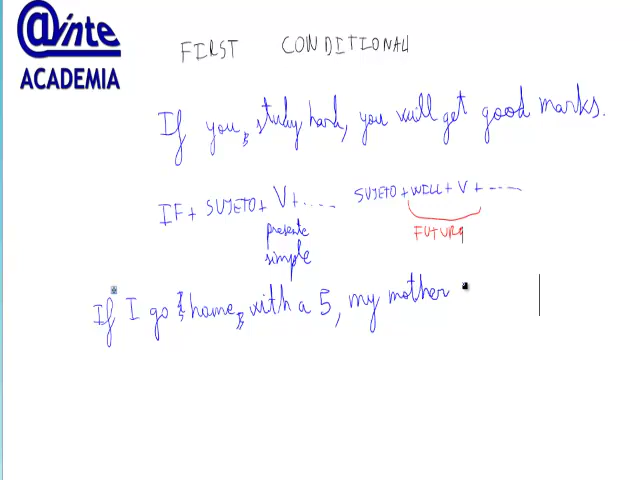 @inte
ACADEMIA
FIRST CONDITIONAL
If you study hard, you will get good marks.
IF + SUJETO + V + ..... SUJETO + WILL + V + .....
presente
simple
FUTURO
If I go home with a 5, my mother